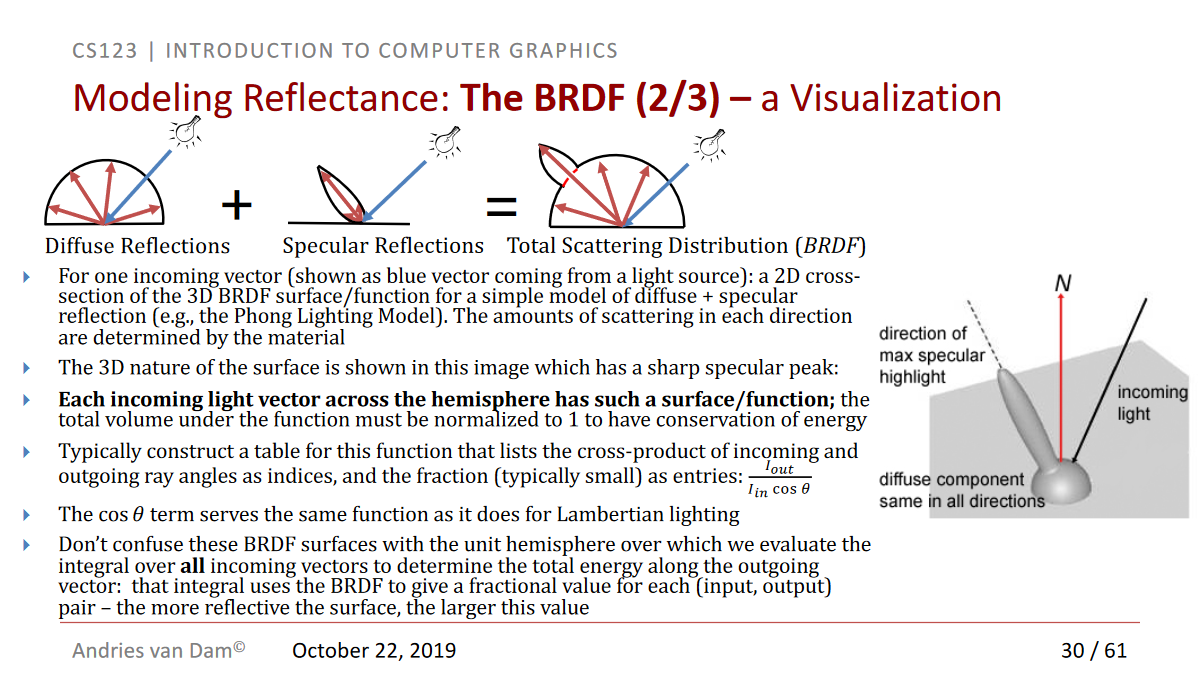 CS123 | INTRODUCTION TO COMPUTER GRAPHICS
Modeling Reflectance: The BRDF (2/3) – a Visualization
+
=
Diffuse Reflections
Specular Reflections
Total Scattering Distribution (BRDF)
For one incoming vector (shown as blue vector coming from a light source): a 2D cross-
section of the 3D BRDF surface/function for a simple model of diffuse + specular
reflection (e.g., the Phong Lighting Model). The amounts of scattering in each direction
are determined by the material
The 3D nature of the surface is shown in this image which has a sharp specular peak:
Each incoming light vector across the hemisphere has such a surface/function; the
total volume under the function must be normalized to 1 to have conservation of energy
Typically construct a table for this function that lists the cross-product of incoming and
outgoing ray angles as indices, and the fraction (typically small) as entries: I_out / (I_in cos θ)
The cos θ term serves the same function as it does for Lambertian lighting
Don’t confuse these BRDF surfaces with the unit hemisphere over which we evaluate the
integral over all incoming vectors to determine the total energy along the outgoing
vector: that integral uses the BRDF to give a fractional value for each (input, output)
pair – the more reflective the surface, the larger this value
N
direction of
max specular
highlight
incoming
light
diffuse component
same in all directions
Andries van Dam©
October 22, 2019
30 / 61